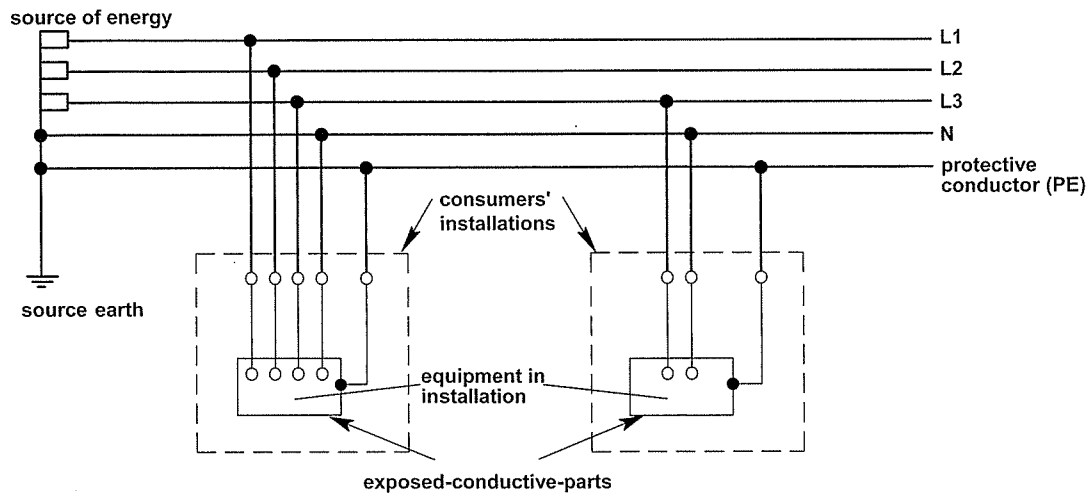 source of energy
L1
L2
L3
N
protective
conductor (PE)
consumers'
installations
source earth
equipment in
installation
exposed-conductive-parts